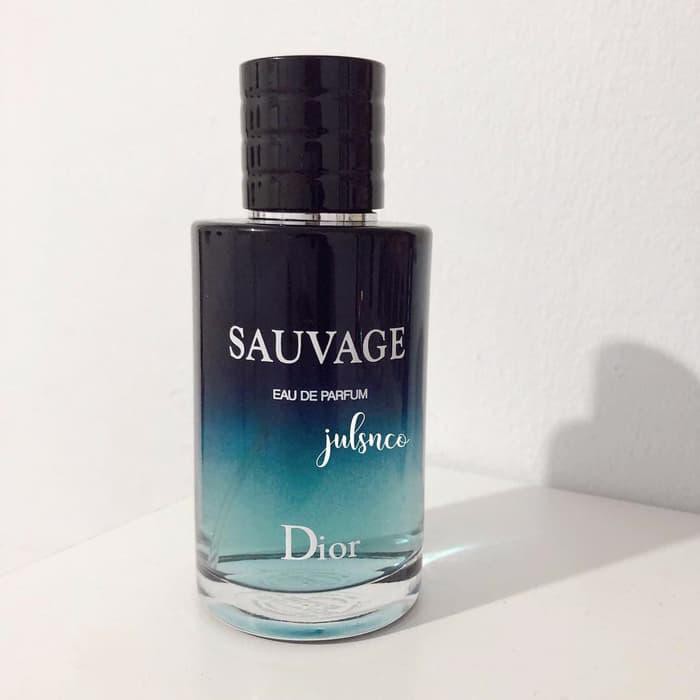 SAUVAGE
EAU DE PARFUM
julsnco
Dior